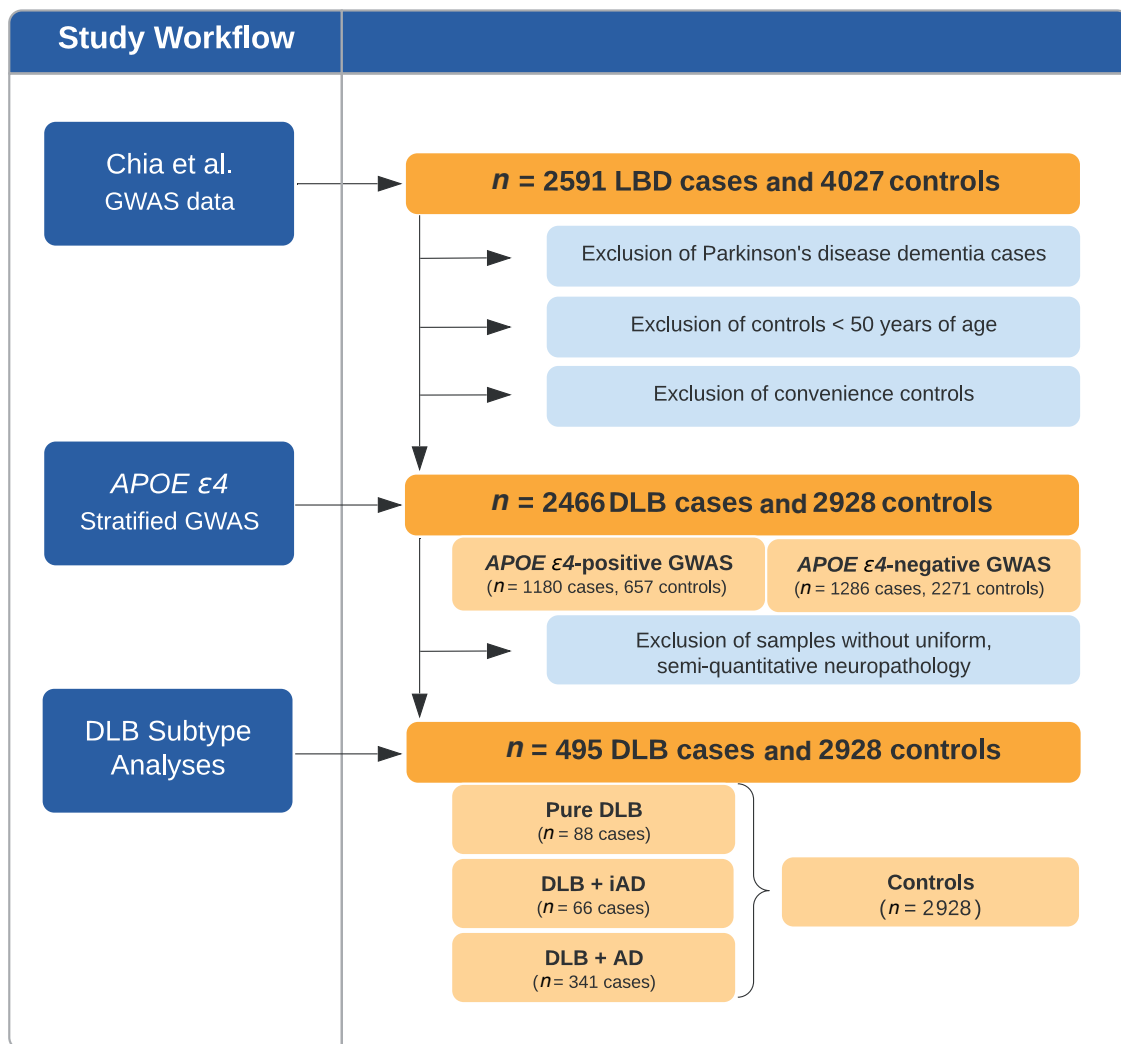 Study Workflow
Chia et al.
GWAS data
n = 2591 LBD cases and 4027 controls
Exclusion of Parkinson's disease dementia cases
Exclusion of controls < 50 years of age
Exclusion of convenience controls
APOE ε4
Stratified GWAS
n = 2466 DLB cases and 2928 controls
APOE ε4-positive GWAS
(n = 1180 cases, 657 controls)
APOE ε4-negative GWAS
(n = 1286 cases, 2271 controls)
Exclusion of samples without uniform,
semi-quantitative neuropathology
DLB Subtype
Analyses
n = 495 DLB cases and 2928 controls
Pure DLB
(n = 88 cases)
DLB + iAD
(n = 66 cases)
DLB + AD
(n = 341 cases)
Controls
(n = 2928)